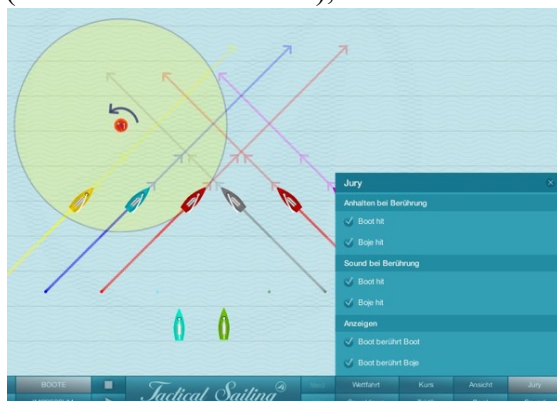 Jury
Anhalten bei Berührung
Boot hit
Boje hit
Sound bei Berührung
Boot hit
Boje hit
Anzeigen
Boot berührt Boot
Boot berührt Boje
BOOTE
Tactical Sailing
Wind
Wettfahrt
Kurs
Ansicht
Jury